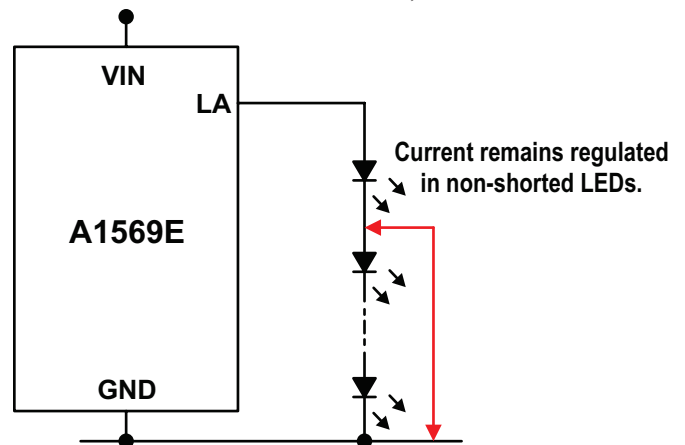 VIN
LA
Current remains regulated
in non-shorted LEDs.
A1569E
GND